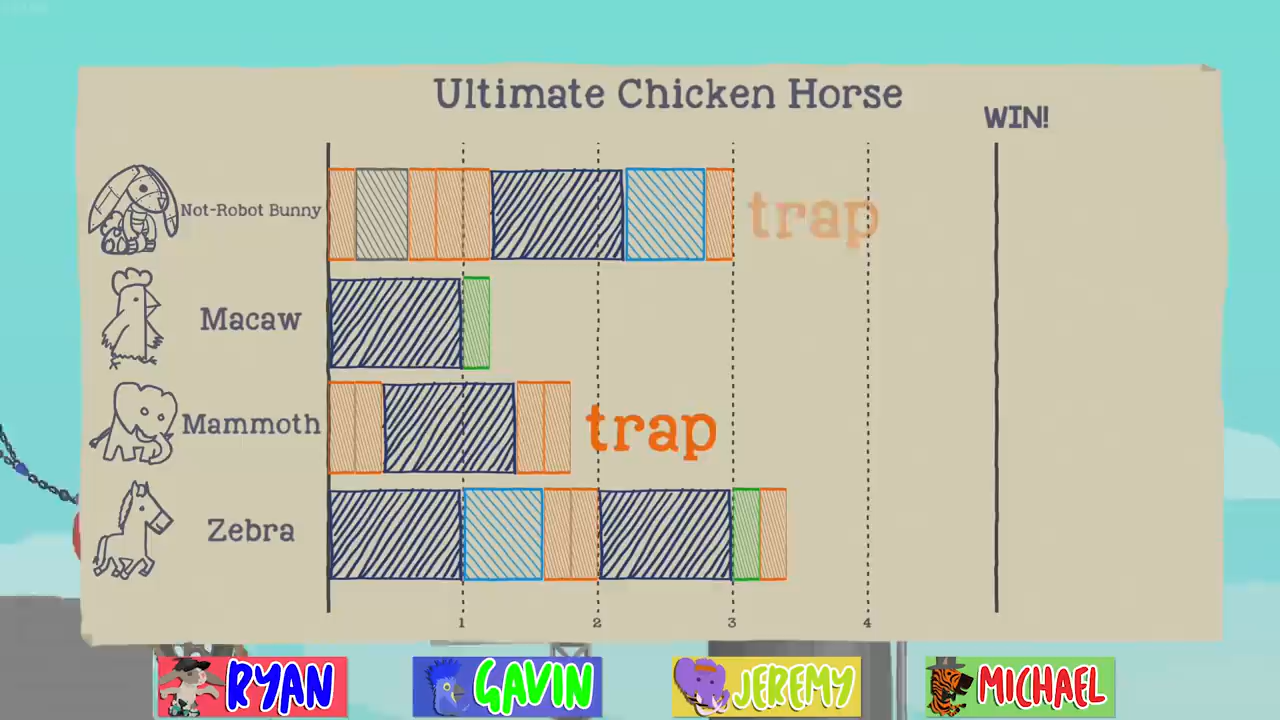 Ultimate Chicken Horse
WIN!
Not-Robot Bunny
trap
Macaw
Mammoth
trap
Zebra
1 2 3 4
RYAN
GAVIN
JEREMY
MICHAEL